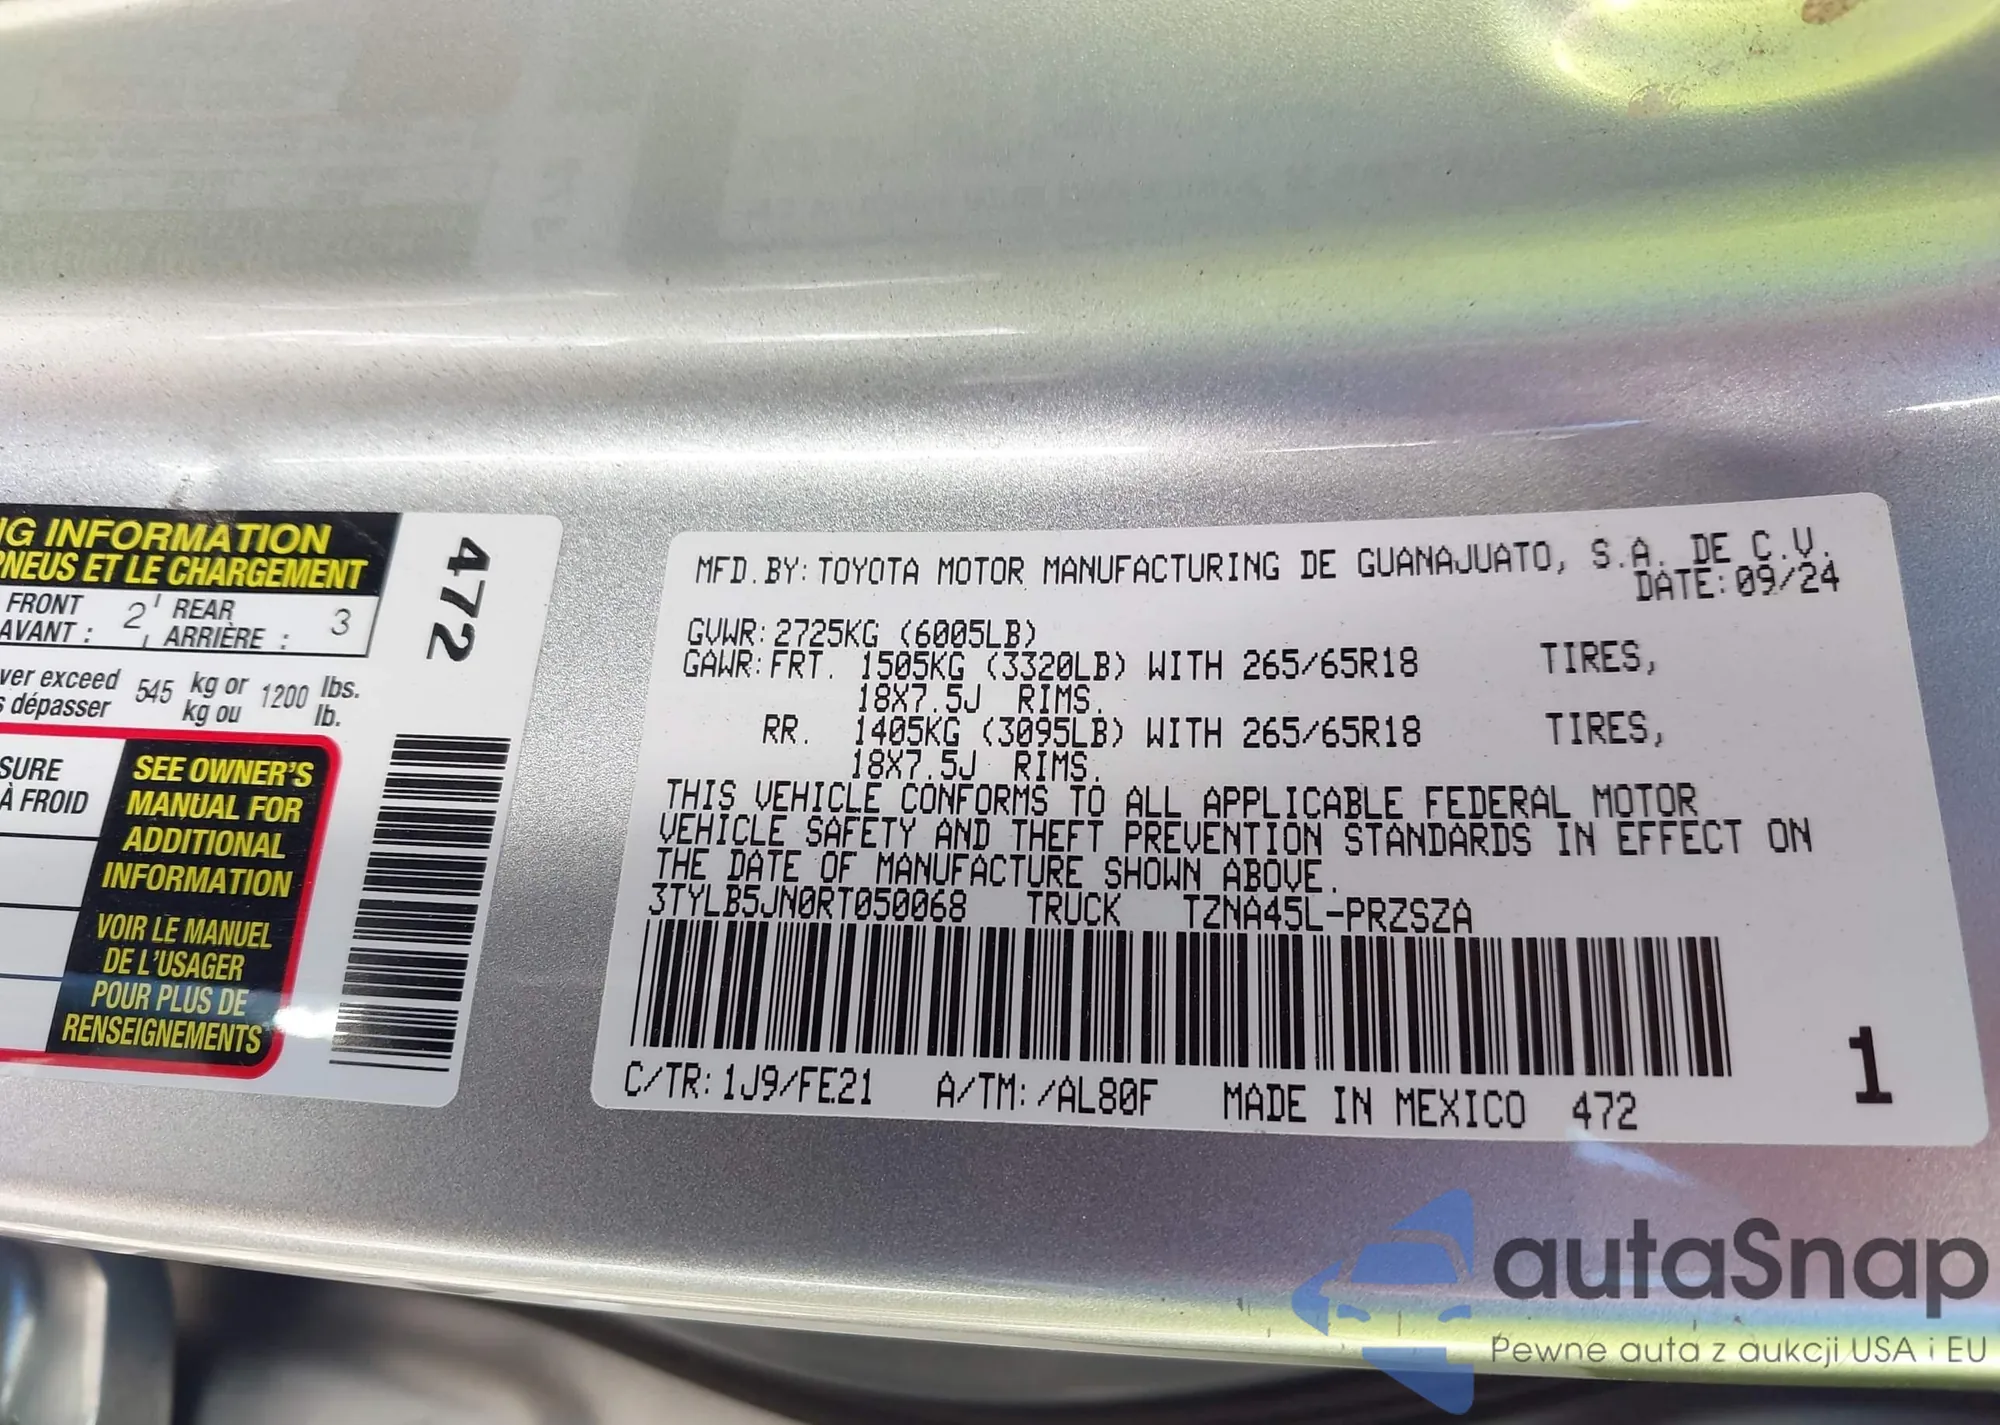 NG INFORMATION
PNEUS ET LE CHARGEMENT
FRONT 2 REAR 3
AVANT : ARRIÈRE :
ver exceed 545 kg or 1200 lbs.
s dépasser kg ou lb.
SURE
À FROID
SEE OWNER'S
MANUAL FOR
ADDITIONAL
INFORMATION
VOIR LE MANUEL
DE L'USAGER
POUR PLUS DE
RENSEIGNEMENTS
472
MFD.BY:TOYOTA MOTOR MANUFACTURING DE GUANAJUATO, S.A. DE C.V.
DATE:09/24
GVWR:2725KG (6005LB)
GAWR:FRT. 1505KG (3320LB) WITH 265/65R18 TIRES,
18X7.5J RIMS.
RR. 1405KG (3095LB) WITH 265/65R18 TIRES,
18X7.5J RIMS.
THIS VEHICLE CONFORMS TO ALL APPLICABLE FEDERAL MOTOR
VEHICLE SAFETY AND THEFT PREVENTION STANDARDS IN EFFECT ON
THE DATE OF MANUFACTURE SHOWN ABOVE.
3TYLB5JN0RT050068 TRUCK TZNA45L-PRZSZA
C/TR:1J9/FE21 A/TM:/AL80F MADE IN MEXICO 472
1
autaSnap
Pewne auta z aukcji USA i EU